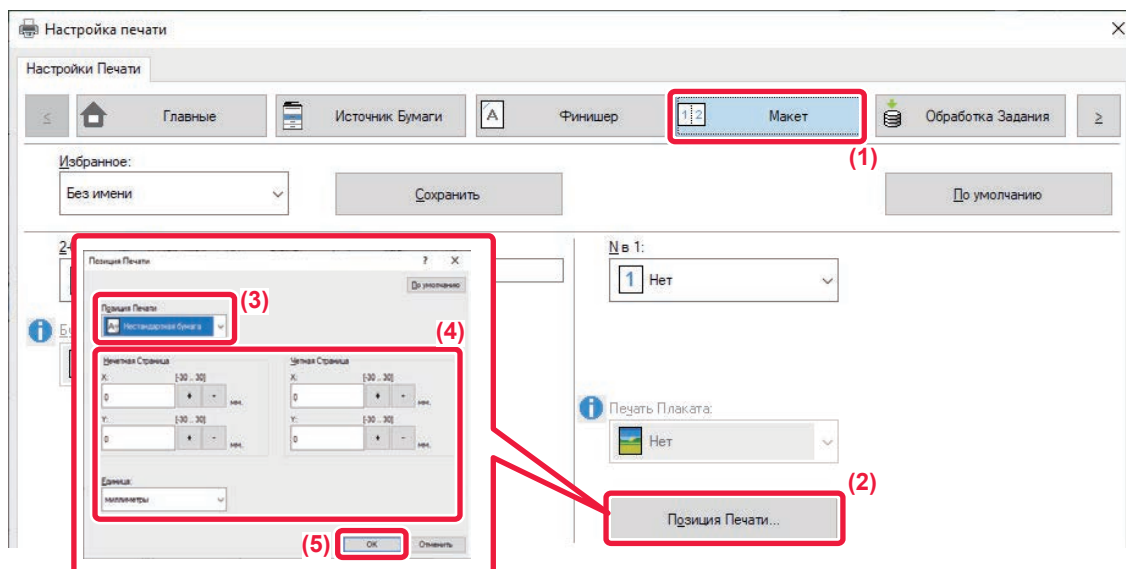 Настройка печати
Настройки Печати
≤ Главные Источник Бумаги Финишер Макет Обработка Задания ≥
(1)
Избранное:
Без имени
Сохранить
По умолчанию
2-
Бу
Позиция Печати ? X
По умолчанию
Позиция Печати
Нестандартная бумага
(3)
(4)
Нечетная Страница
X: [-30 .. 30]
0 + - мм.
Y: [-30 .. 30]
0 + - мм.
Четная Страница
X: [-30 .. 30]
0 + - мм.
Y: [-30 .. 30]
0 + - мм.
Единица:
миллиметры
(5)
OK
Отменить
N в 1:
1 Нет
Печать Плаката:
Нет
(2)
Позиция Печати...